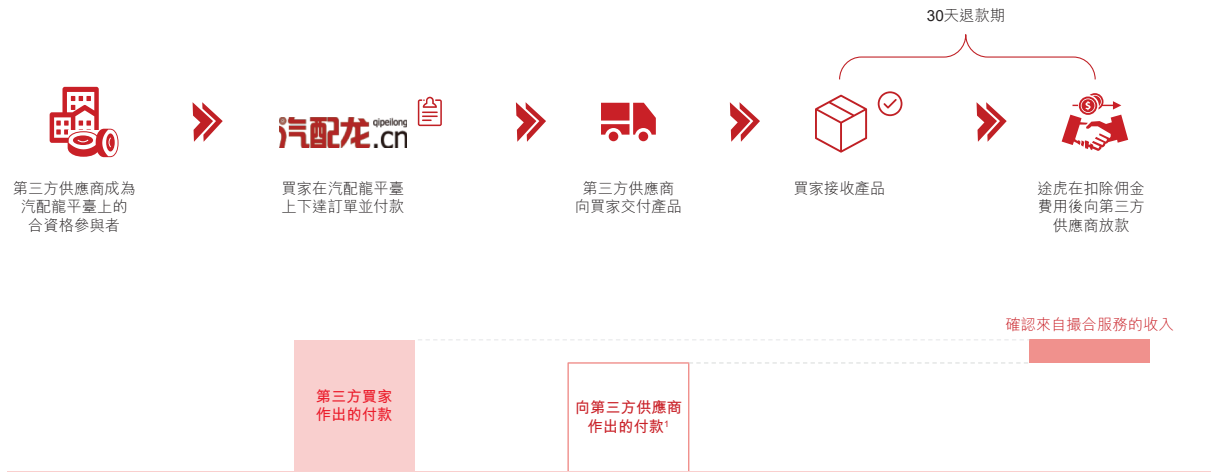 30天退款期
汽配龙
qipeilong
.cn
第三方供應商成為
汽配龍平臺上的
合資格參與者
買家在汽配龍平臺
上下達訂單並付款
第三方供應商
向買家交付產品
買家接收產品
途虎在扣除佣金
費用後向第三方
供應商放款
確認來自撮合服務的收入
第三方買家
作出的付款
向第三方供應商
作出的付款¹